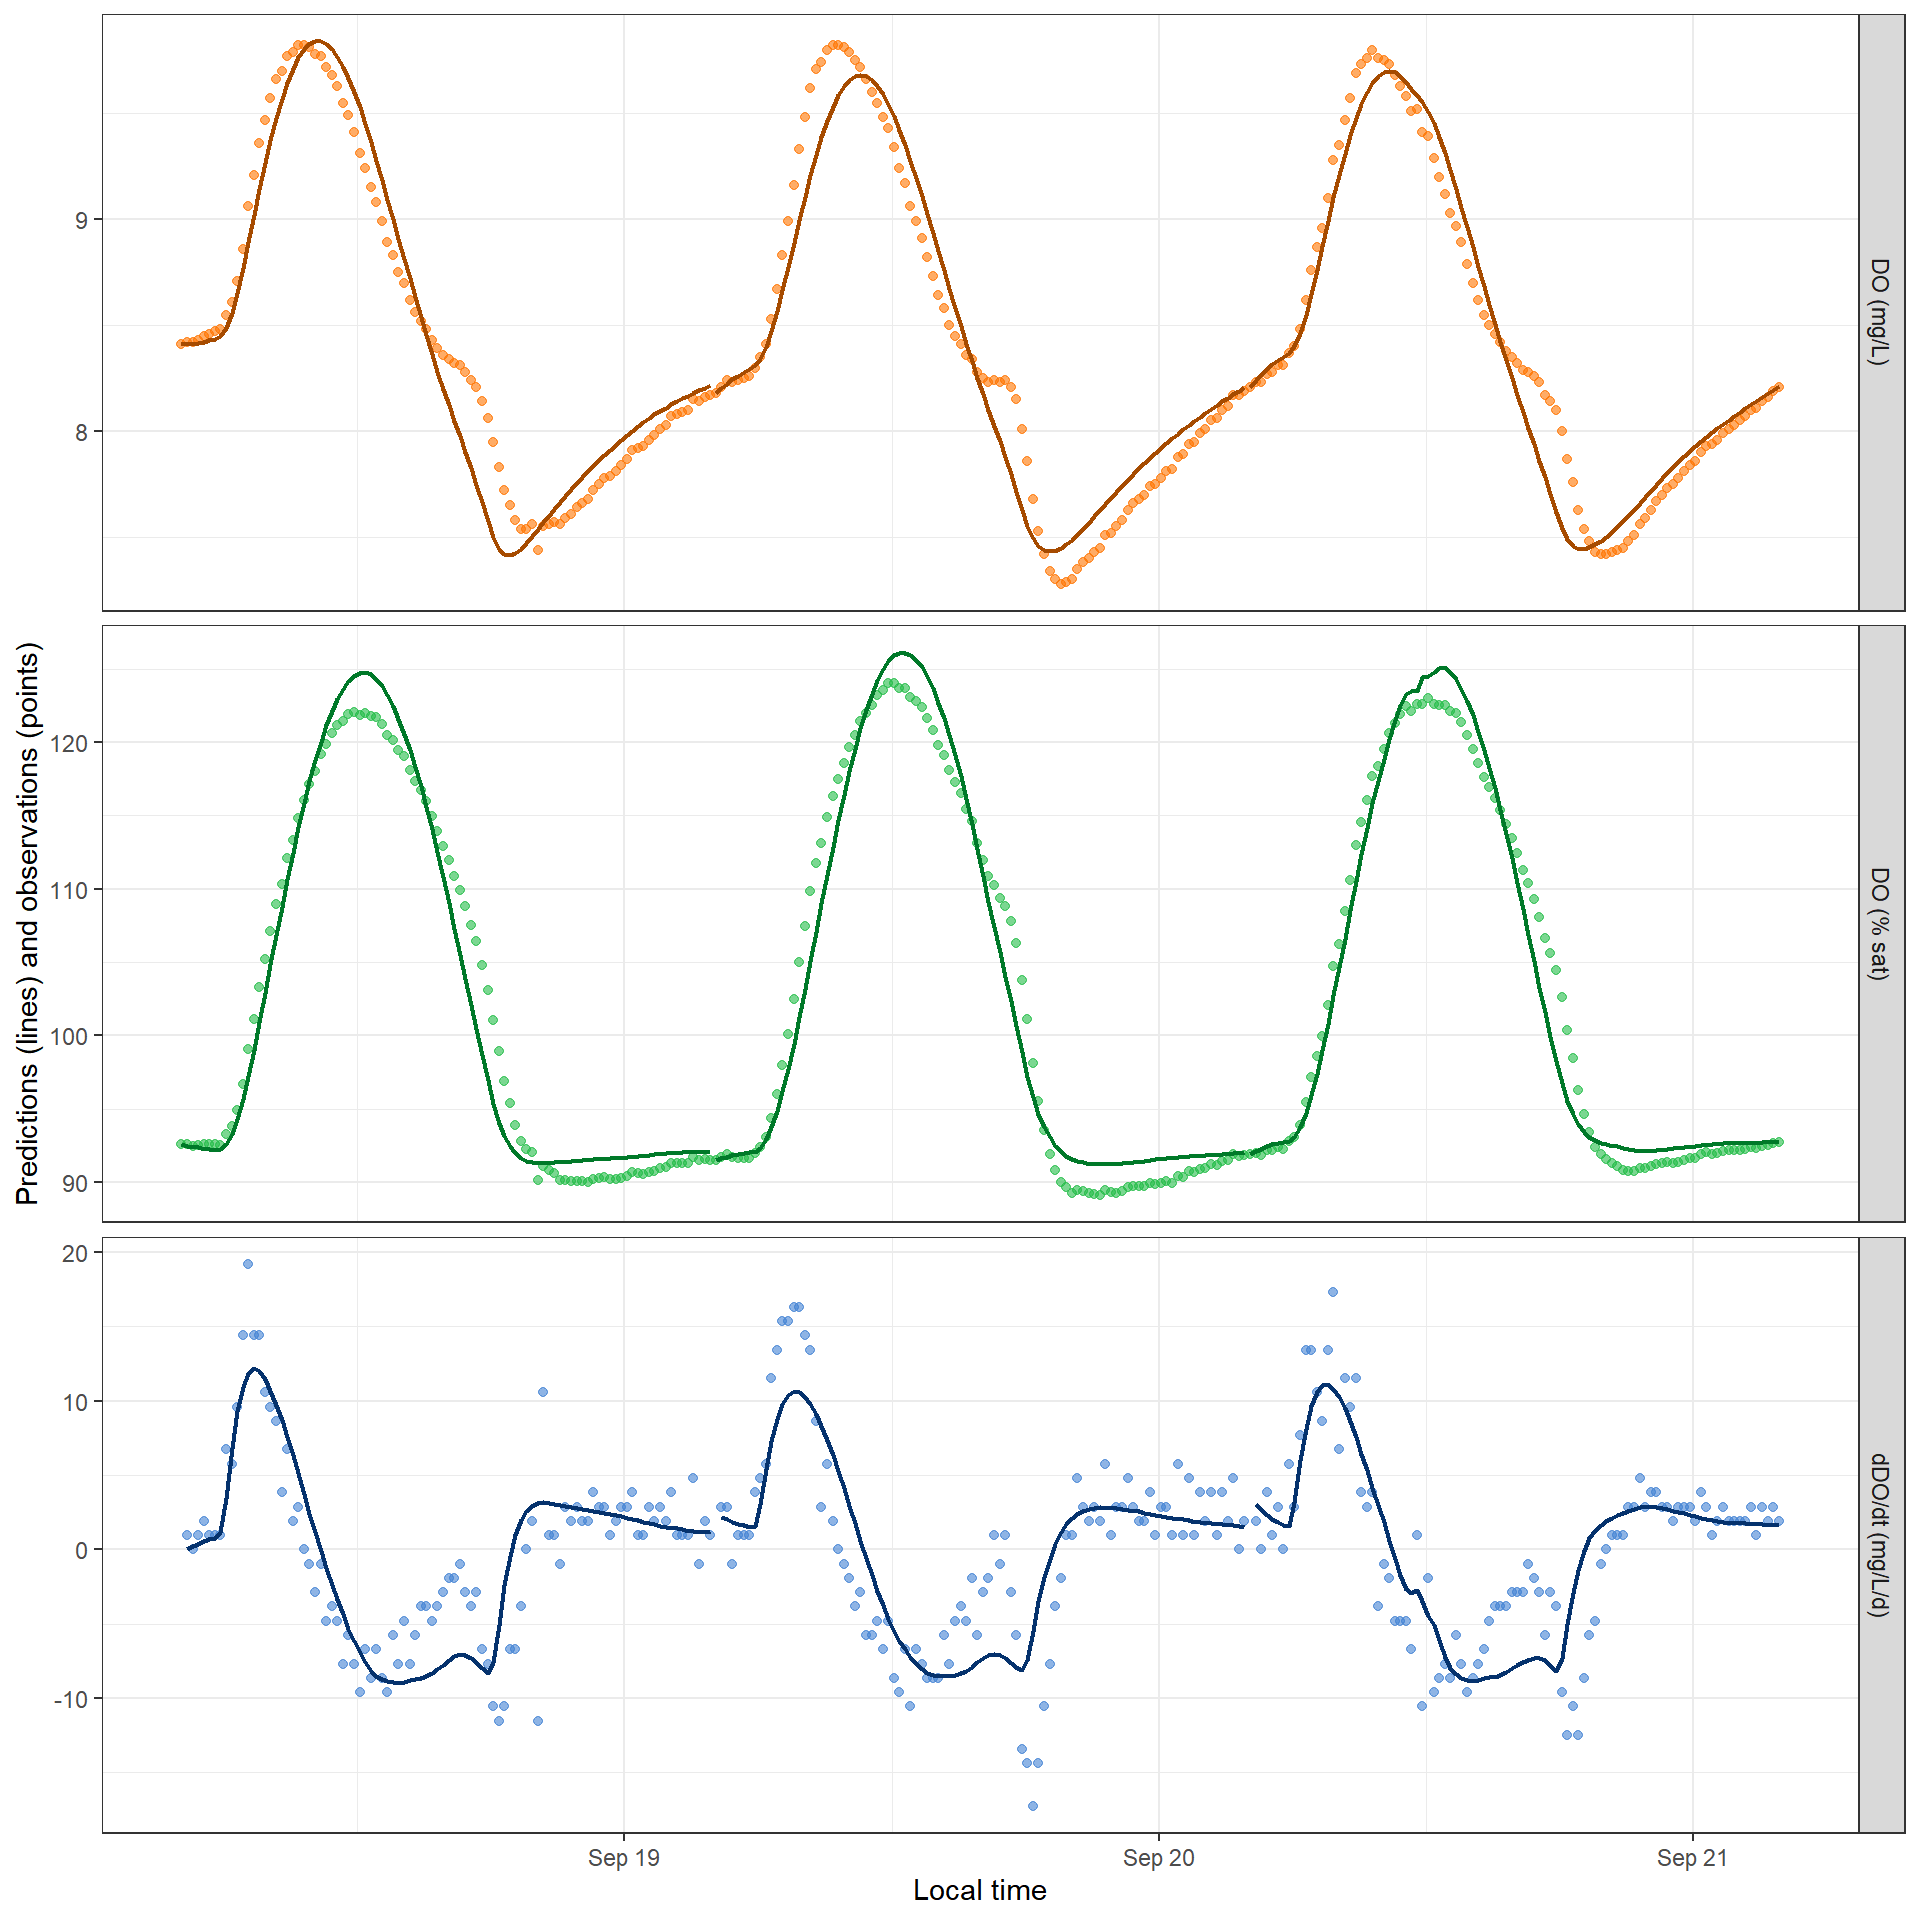 9
8
DO (mg/L)
Predictions (lines) and observations (points)
120
110
100
90
DO (% sat)
20
10
0
-10
dDO/dt (mg/L/d)
Sep 19
Sep 20
Sep 21
Local time